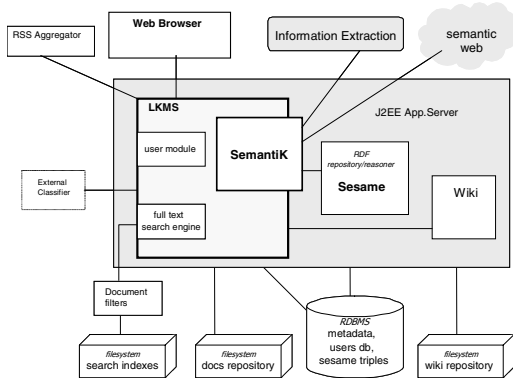 RSS Aggregator
Web Browser
Information Extraction
semantic
web
LKMS
J2EE App.Server
user module
SemantiK
RDF
repository/reasoner
Sesame
External
Classifier
Wiki
full text
search engine
Document
filters
filesystem
search indexes
filesystem
docs repository
RDBMS
metadata,
users db,
sesame triples
filesystem
wiki repository